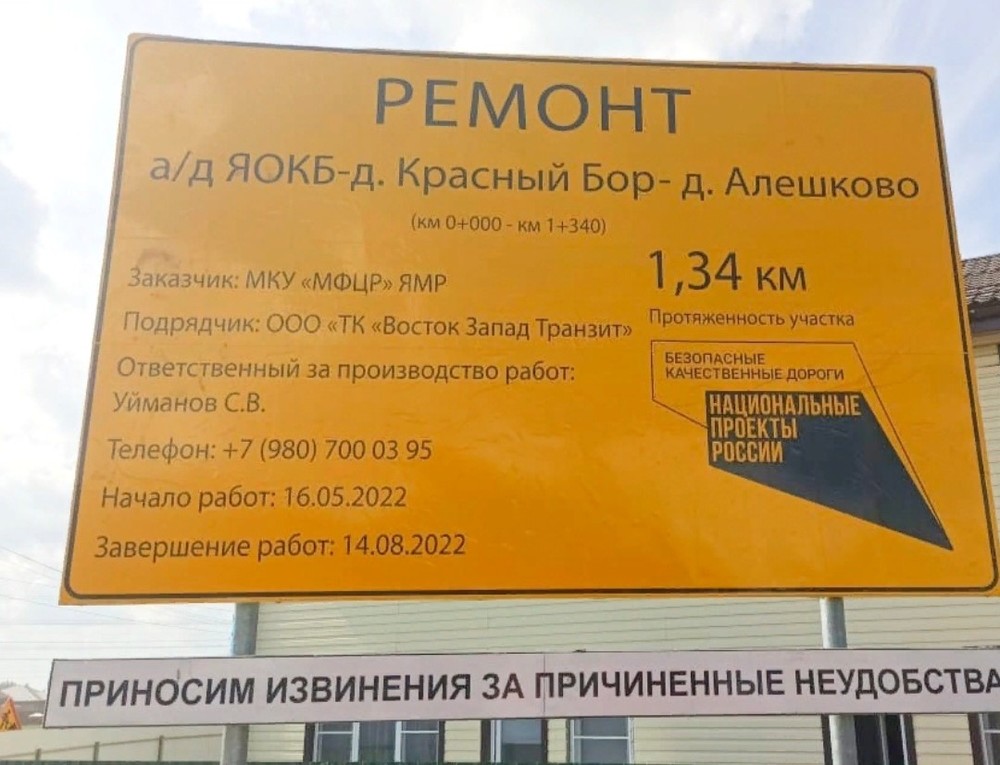 РЕМОНТ
а/д ЯОКБ-д. Красный Бор- д. Алешково
(км 0+000 - км 1+340)
Заказчик: МКУ «МФЦР» ЯМР
1,34 км
Подрядчик: ООО «ТК «Восток Запад Транзит»
Протяженность участка
Ответственный за производство работ:
Уйманов С.В.
Телефон: +7 (980) 700 03 95
Начало работ: 16.05.2022
Завершение работ: 14.08.2022
БЕЗОПАСНЫЕ
КАЧЕСТВЕННЫЕ ДОРОГИ
НАЦИОНАЛЬНЫЕ
ПРОЕКТЫ
РОССИИ
ПРИНОСИМ ИЗВИНЕНИЯ ЗА ПРИЧИНЕННЫЕ НЕУДОБСТВА